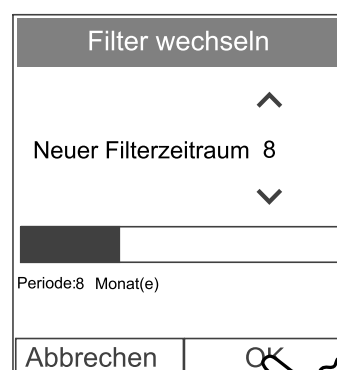 Filter wechseln
Neuer Filterzeitraum 8
Periode:8 Monat(e)
Abbrechen OK